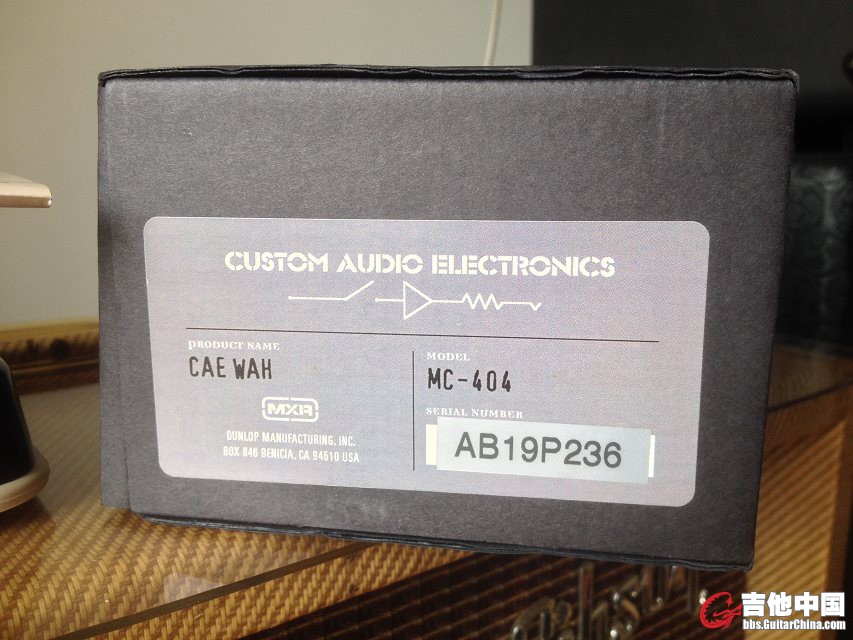 CUSTOM AUDIO ELECTRONICS
PRODUCT NAME
CAE WAH
MXR
DUNLOP MANUFACTURING, INC.
BOX 846 BENICIA, CA 94510 USA
MODEL
MC-404
SERIAL NUMBER
AB19P236
吉他中国
bbs.GuitarChina.com